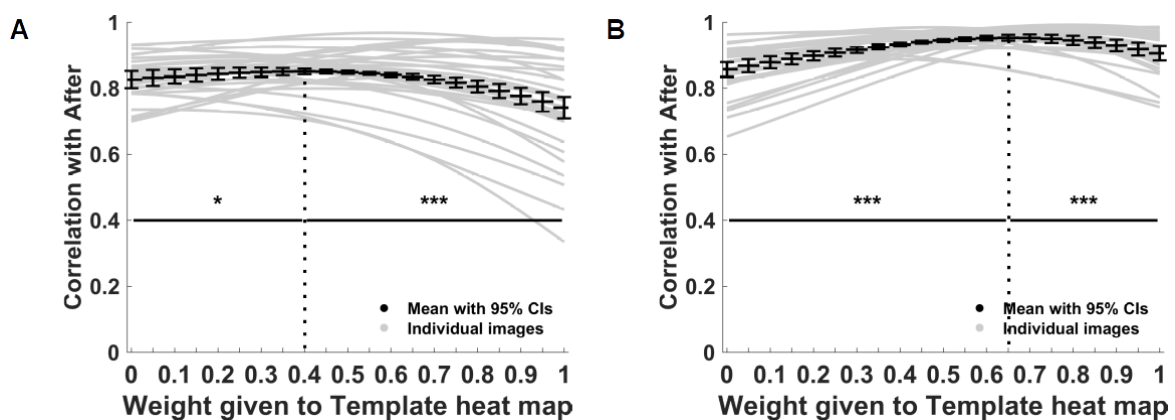 A
Correlation with After
1
0.8
0.6
0.4
0.2
0
*
***
Mean with 95% CIs
Individual images
0 0.1 0.2 0.3 0.4 0.5 0.6 0.7 0.8 0.9 1
Weight given to Template heat map
B
Correlation with After
1
0.8
0.6
0.4
0.2
0
***
***
Mean with 95% CIs
Individual images
0 0.1 0.2 0.3 0.4 0.5 0.6 0.7 0.8 0.9 1
Weight given to Template heat map